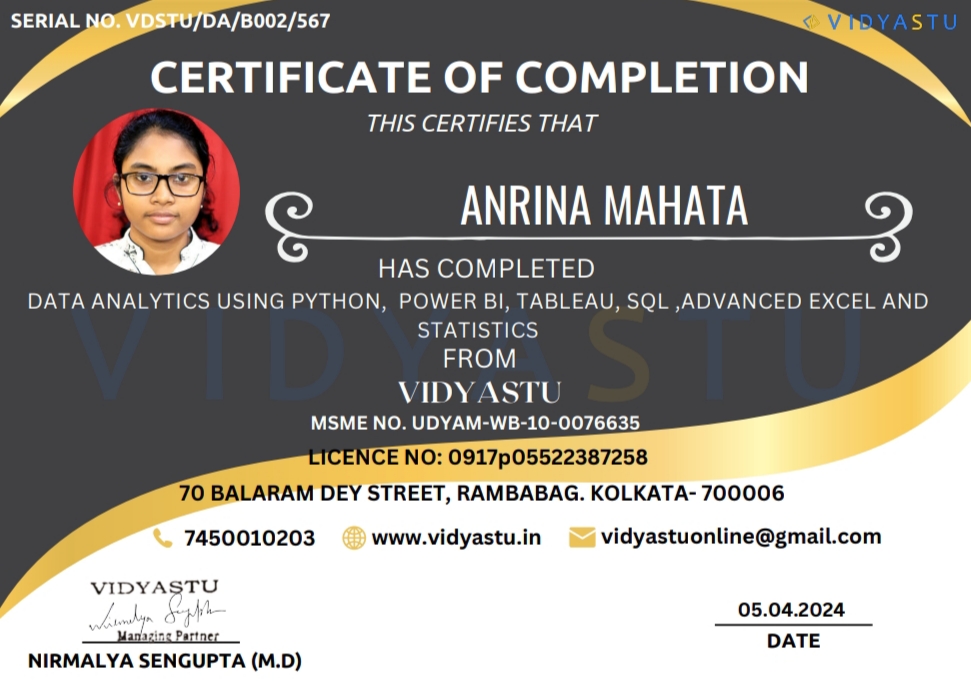 SERIAL NO. VDSTU/DA/B002/567
VIDYASTU
CERTIFICATE OF COMPLETION
THIS CERTIFIES THAT
ANRINA MAHATA
HAS COMPLETED
DATA ANALYTICS USING PYTHON, POWER BI, TABLEAU, SQL ,ADVANCED EXCEL AND
STATISTICS
FROM
VIDYASTU
VIDYASTU
MSME NO. UDYAM-WB-10-0076635
LICENCE NO: 0917p05522387258
70 BALARAM DEY STREET, RAMBABAG. KOLKATA- 700006
7450010203 www.vidyastu.in vidyastuonline@gmail.com
VIDYASTU
Nirmalya Sengupta
Managing Partner
NIRMALYA SENGUPTA (M.D)
05.04.2024
DATE